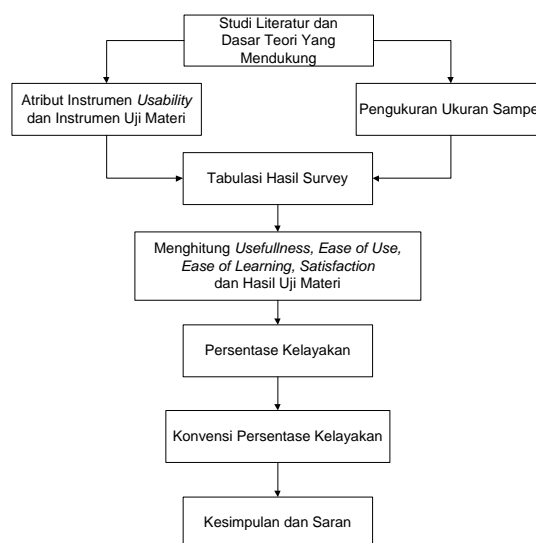 Studi Literatur dan
Dasar Teori Yang
Mendukung
Atribut Instrumen Usability
dan Instrumen Uji Materi
Pengukuran Ukuran Sampe
Tabulasi Hasil Survey
Menghitung Usefullness, Ease of Use,
Ease of Learning, Satisfaction
dan Hasil Uji Materi
Persentase Kelayakan
Konvensi Persentase Kelayakan
Kesimpulan dan Saran